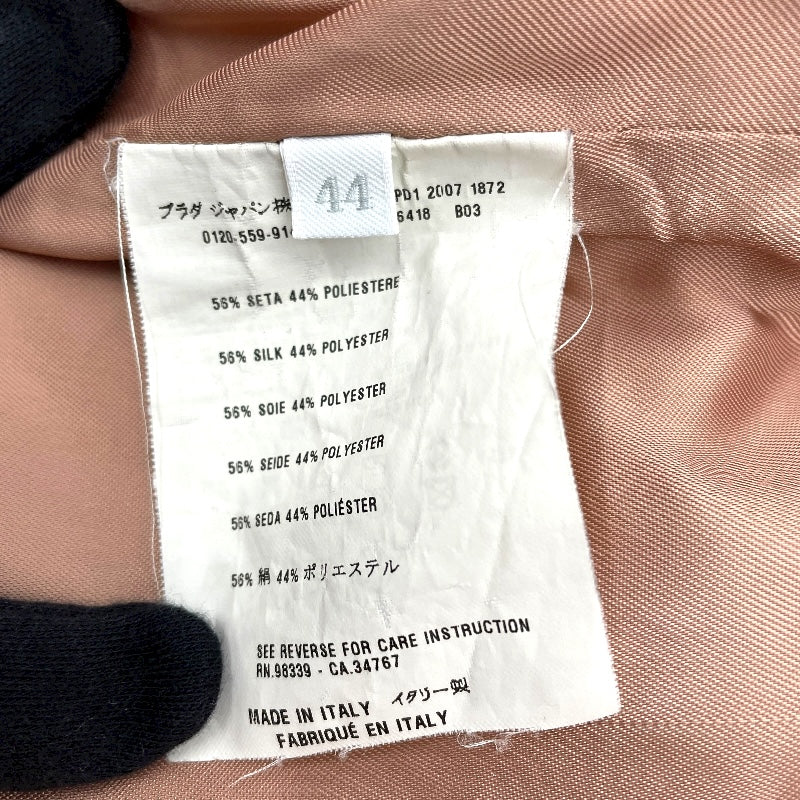 44
プラダ ジャパン株 PD1 2007 1872
0120-559-91 6418 B03
56% SETA 44% POLIESTERE
56% SILK 44% POLYESTER
56% SOIE 44% POLYESTER
56% SEIDE 44% POLYESTER
56% SEDA 44% POLIÉSTER
56% 絹 44% ポリエステル
SEE REVERSE FOR CARE INSTRUCTION
RN.98339 - CA.34767
MADE IN ITALY イタリー製
FABRIQUÉ EN ITALY